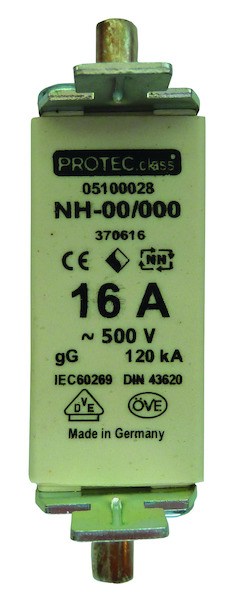 PROTEC.class®
05100028
NH-00/000
370616
CE NH
16 A
~ 500 V
gG 120 kA
IEC60269 DIN 43620
DVE ÖVE
Made in Germany